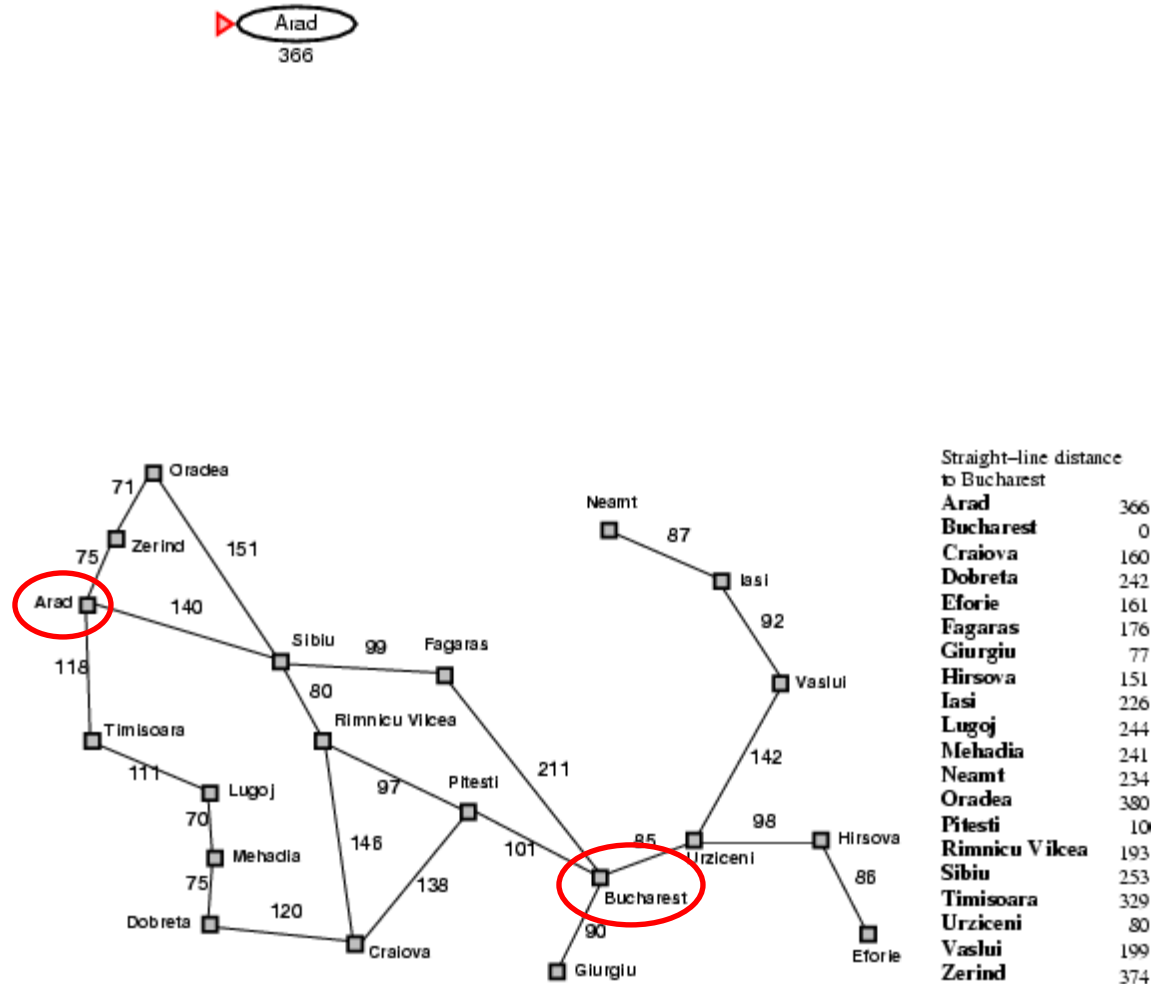 Arad
366
Oradea
71
Neamt
87
Zerind
151
75
Iasi
Arad
140
92
Sibiu
99
Fagaras
118
80
Vaslui
Rimnicu Vilcea
Timisoara
142
111
211
Lugoj
97
Pitesti
70
98
Hirsova
146
101
85
Urziceni
Mehadia
86
75
138
Bucharest
120
Dobreta
90
Craiova
Eforie
Giurgiu
Straight–line distance
to Bucharest
Arad 366
Bucharest 0
Craiova 160
Dobreta 242
Eforie 161
Fagaras 176
Giurgiu 77
Hirsova 151
Iasi 226
Lugoj 244
Mehadia 241
Neamt 234
Oradea 380
Pitesti 10
Rimnicu Vilcea 193
Sibiu 253
Timisoara 329
Urziceni 80
Vaslui 199
Zerind 374